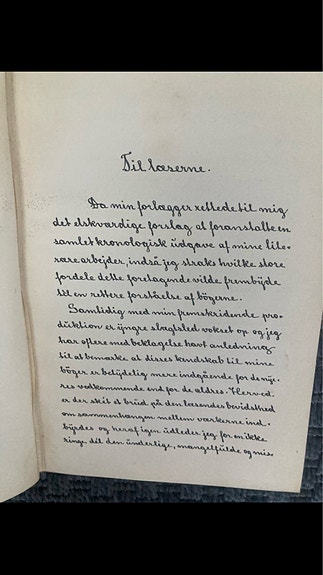 Til læserne.
Da min forlægger rettede til mig
det elskværdige forslag at foranstalte en
samlet kronologisk udgave af mine lite-
rære arbejder, indså jeg straks hvilke store
fordele dette foretagende vilde frembyde
til en rettere forståelse af bøgerne.
Samtidig med min fremskridende pro-
duktion er yngre slægtsled vokset op og jeg
har oftere med beklagelse havt anledning
til at bemærke at disses kendskab til mine
bøger er betydelig mere indgående for de nye-
res vedkommende end for de ældres. Herved
er der skét et brud på den læsendes bevidsthed
om sammenhængen mellem værkerne ind-
byrdes og heraf igen udleder jeg for en ikke
ringe del den underlige, mangelfulde og mis-